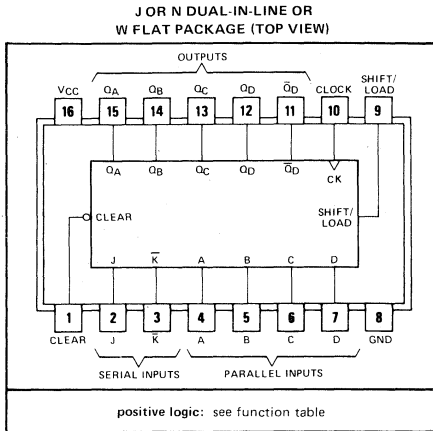 J OR N DUAL-IN-LINE OR
W FLAT PACKAGE (TOP VIEW)
OUTPUTS
VCC QA QB QC QD Q̅D CLOCK SHIFT/
LOAD
16 15 14 13 12 11 10 9
QA QB QC QD Q̅D CK
CLEAR
SHIFT/
LOAD
J K̅ A B C D
1 2 3 4 5 6 7 8
CLEAR J K̅ A B C D GND
SERIAL INPUTS PARALLEL INPUTS
positive logic: see function table